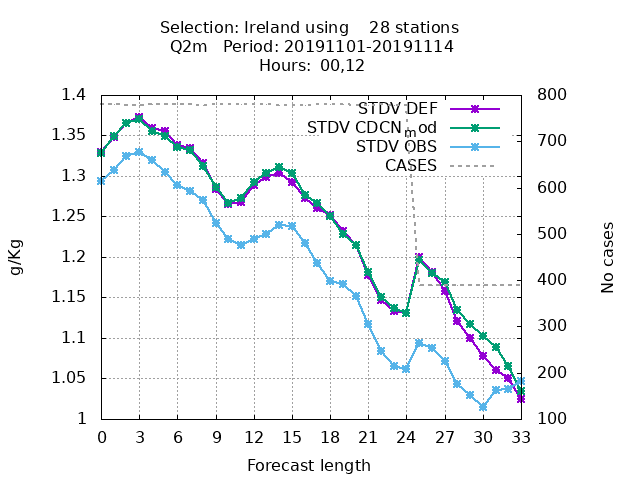 Selection: Ireland using    28 stations
Q2m   Period: 20191101-20191114
Hours:  00,12
1.4
1.35
1.3
1.25
1.2
1.15
1.1
1.05
1
g/Kg
STDV DEF
STDV CDCN_mod
STDV OBS
CASES
800
700
600
500
400
300
200
100
No cases
0 3 6 9 12 15 18 21 24 27 30 33
Forecast length